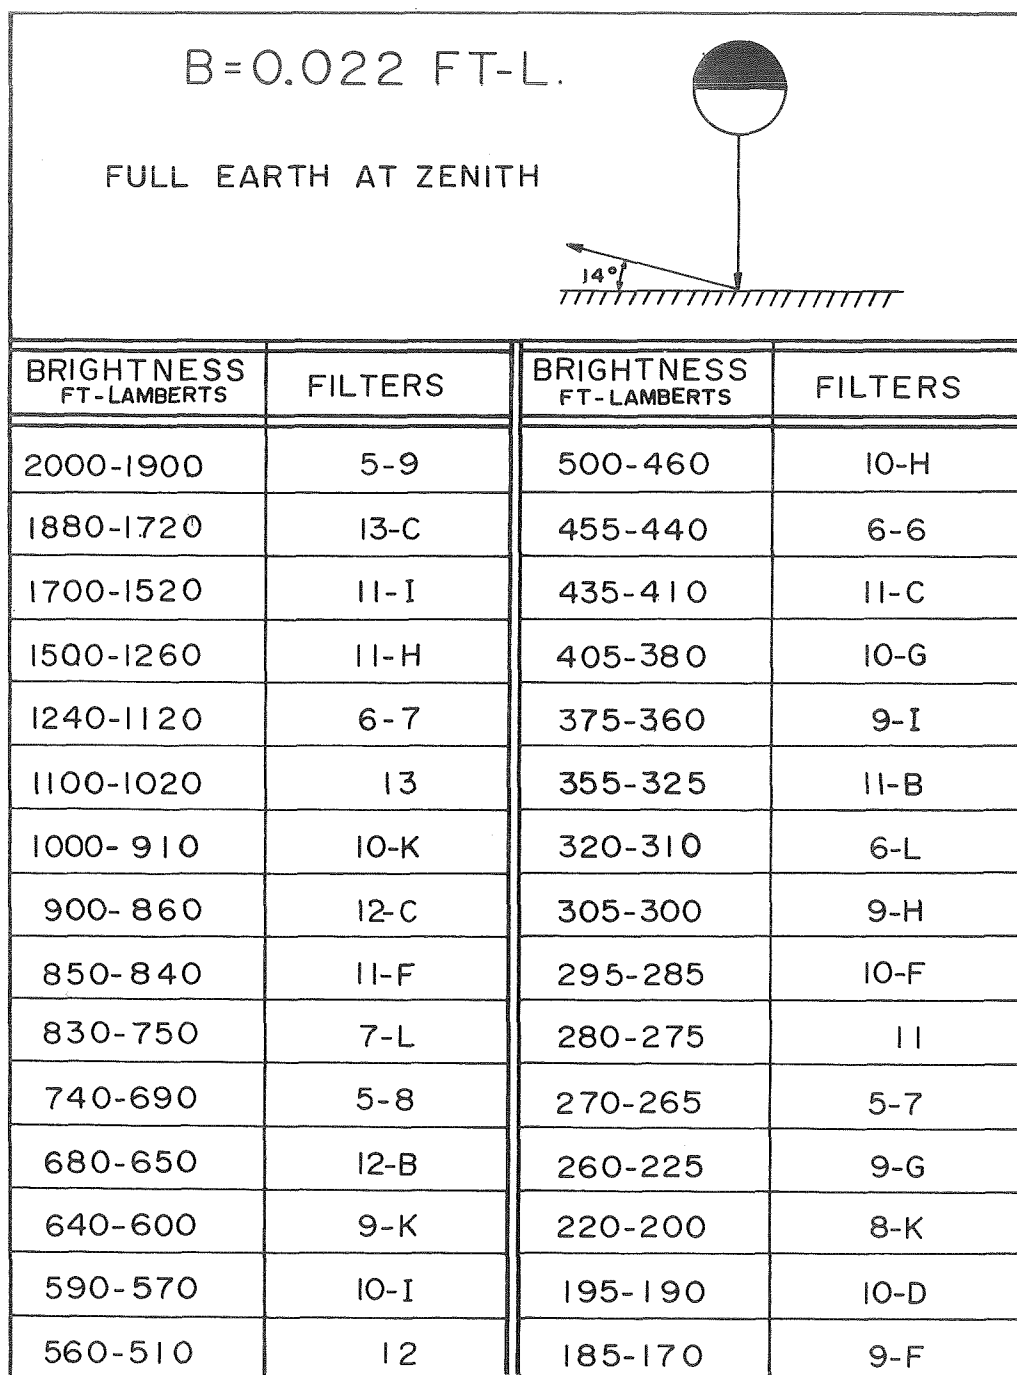 B=0.022 FT-L.
FULL EARTH AT ZENITH
14°
BRIGHTNESS FT-LAMBERTS FILTERS BRIGHTNESS FT-LAMBERTS FILTERS
2000-1900 5-9 500-460 10-H
1880-1720 13-C 455-440 6-6
1700-1520 11-I 435-410 11-C
1500-1260 11-H 405-380 10-G
1240-1120 6-7 375-360 9-I
1100-1020 13 355-325 11-B
1000-910 10-K 320-310 6-L
900-860 12-C 305-300 9-H
850-840 11-F 295-285 10-F
830-750 7-L 280-275 11
740-690 5-8 270-265 5-7
680-650 12-B 260-225 9-G
640-600 9-K 220-200 8-K
590-570 10-I 195-190 10-D
560-510 12 185-170 9-F